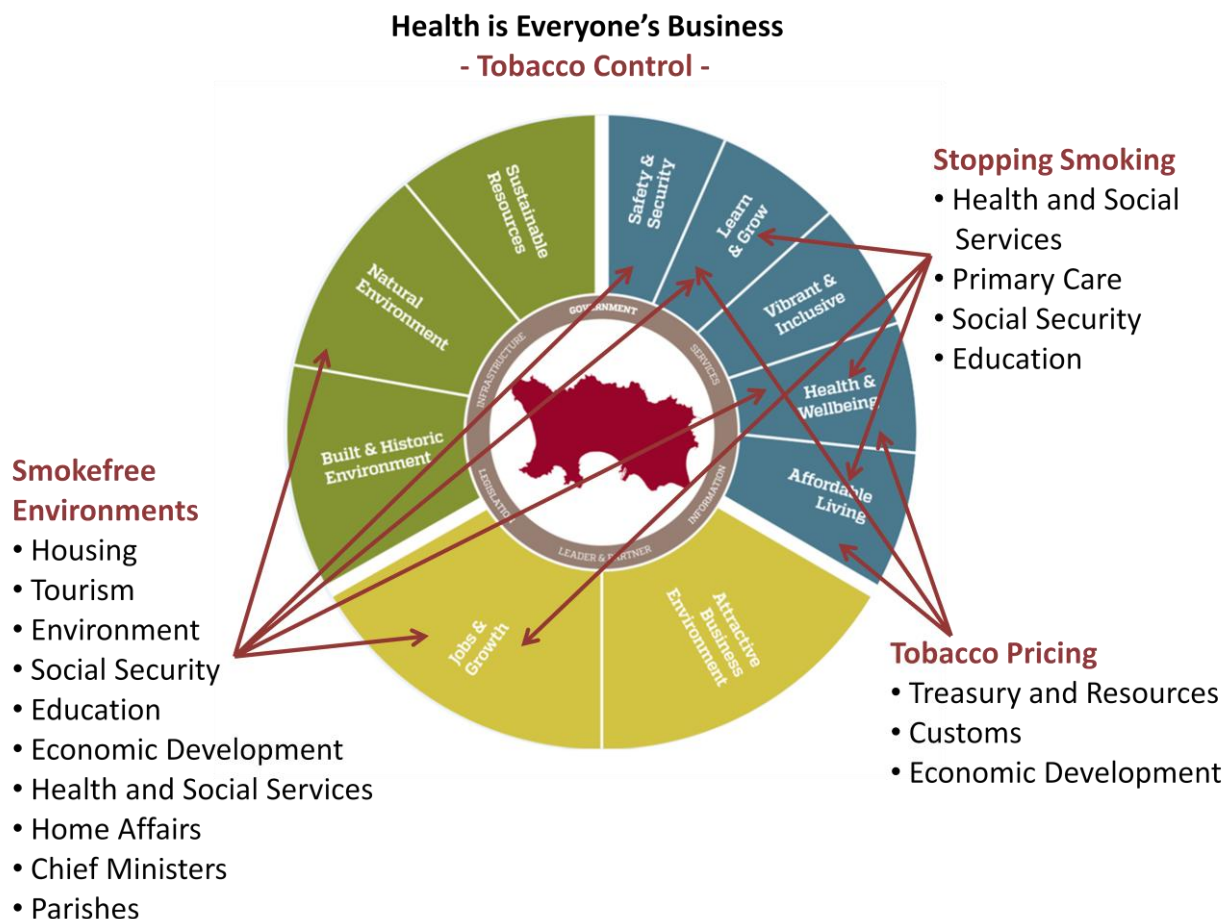 Health is Everyone’s Business
- Tobacco Control -
Sustainable
Resources
Natural
Environment
Built & Historic
Environment
Safety &
Security
Learn
& Grow
Vibrant &
Inclusive
Health &
Wellbeing
Affordable
Living
Attractive
Business
Environment
Jobs &
Growth
GOVERNMENT
SERVICES
INFORMATION
LEADER & PARTNER
LEGISLATION
INFRASTRUCTURE
Stopping Smoking
• Health and Social
Services
• Primary Care
• Social Security
• Education
Smokefree
Environments
• Housing
• Tourism
• Environment
• Social Security
• Education
• Economic Development
• Health and Social Services
• Home Affairs
• Chief Ministers
• Parishes
Tobacco Pricing
• Treasury and Resources
• Customs
• Economic Development